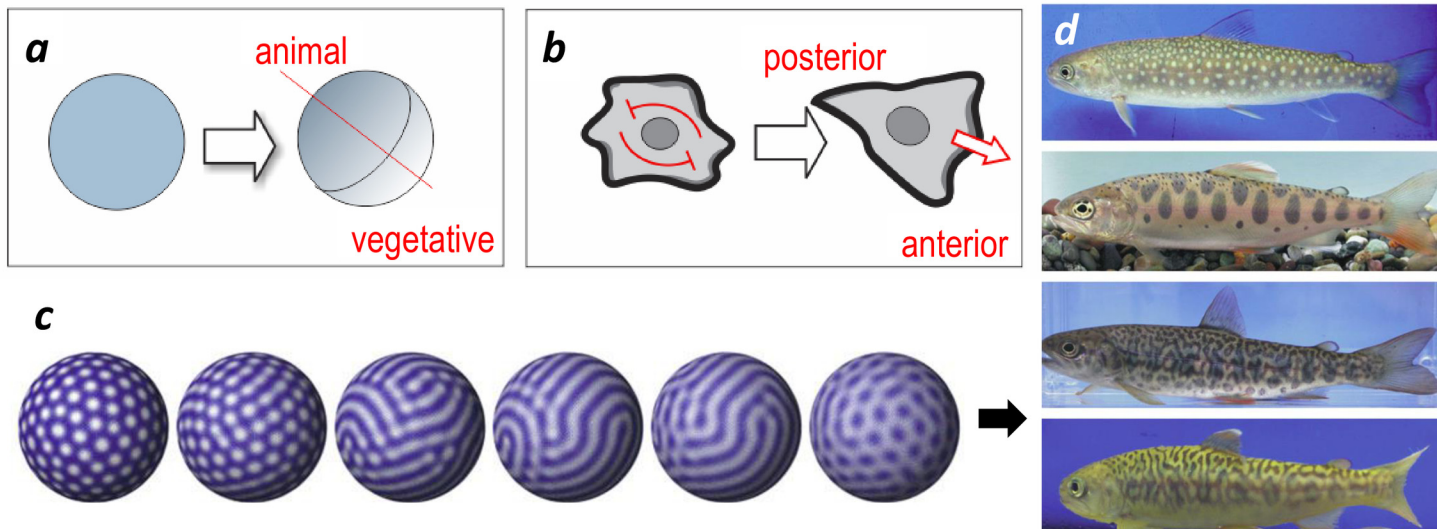 a
animal
vegetative
b
posterior
anterior
c
d